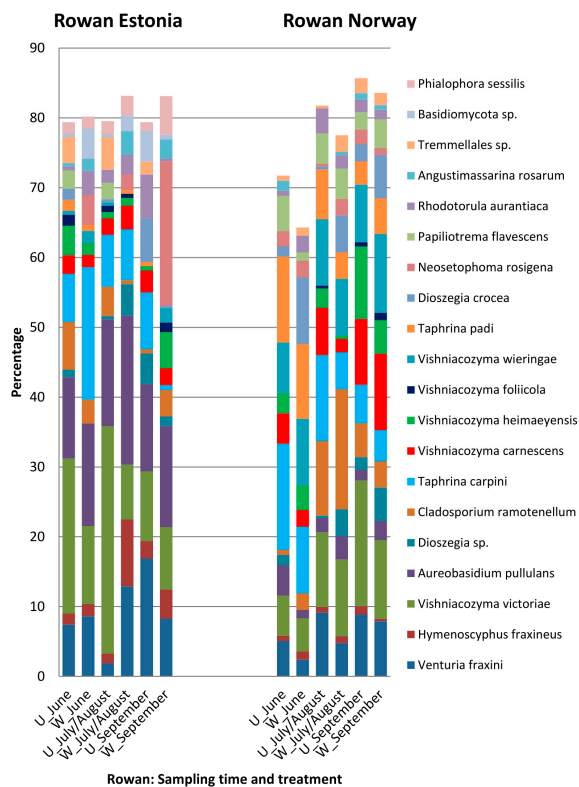 Rowan Estonia
Rowan Norway
90
80
70
60
50
40
30
20
10
0
Percentage
Phialophora sessilis
Basidiomycota sp.
Tremmellales sp.
Angustimassarina rosarum
Rhodotorula aurantiaca
Papiliotrema flavescens
Neosetophoma rosigena
Dioszegia crocea
Taphrina padi
Vishniacozyma wieringae
Vishniacozyma foliicola
Vishniacozyma heimaeyensis
Vishniacozyma carnescens
Taphrina carpini
Cladosporium ramotenellum
Dioszegia sp.
Aureobasidium pullulans
Vishniacozyma victoriae
Hymenoscyphus fraxineus
Venturia fraxini
U_June
W_June
U_July/August
W_July/August
U_September
W_September
U_June
W_June
U_July/August
W_July/August
U_September
W_September
Rowan: Sampling time and treatment